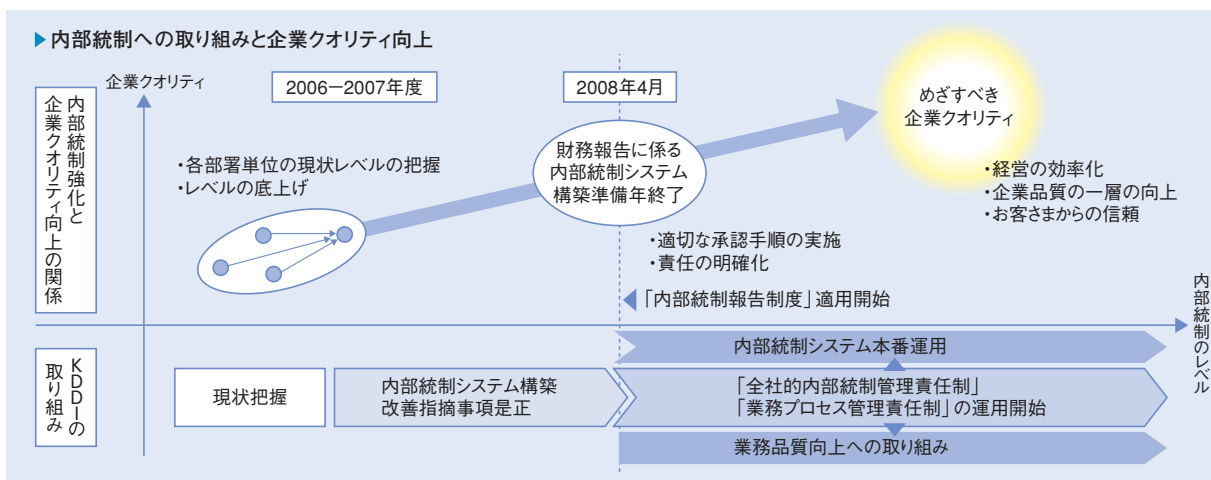 ▶内部統制への取り組みと企業クオリティ向上
内部統制強化と
企業クオリティ向上の関係
企業クオリティ
2006−2007年度
2008年4月
めざすべき
企業クオリティ
・各部署単位の現状レベルの把握
・レベルの底上げ
財務報告に係る
内部統制システム
構築準備年終了
・経営の効率化
・企業品質の一層の向上
・お客さまからの信頼
・適切な承認手順の実施
・責任の明確化
「内部統制報告制度」適用開始
内部統制のレベル
KDDIの
取り組み
現状把握
内部統制システム構築
改善指摘事項是正
内部統制システム本番運用
「全社的内部統制管理責任制」
「業務プロセス管理責任制」の運用開始
業務品質向上への取り組み